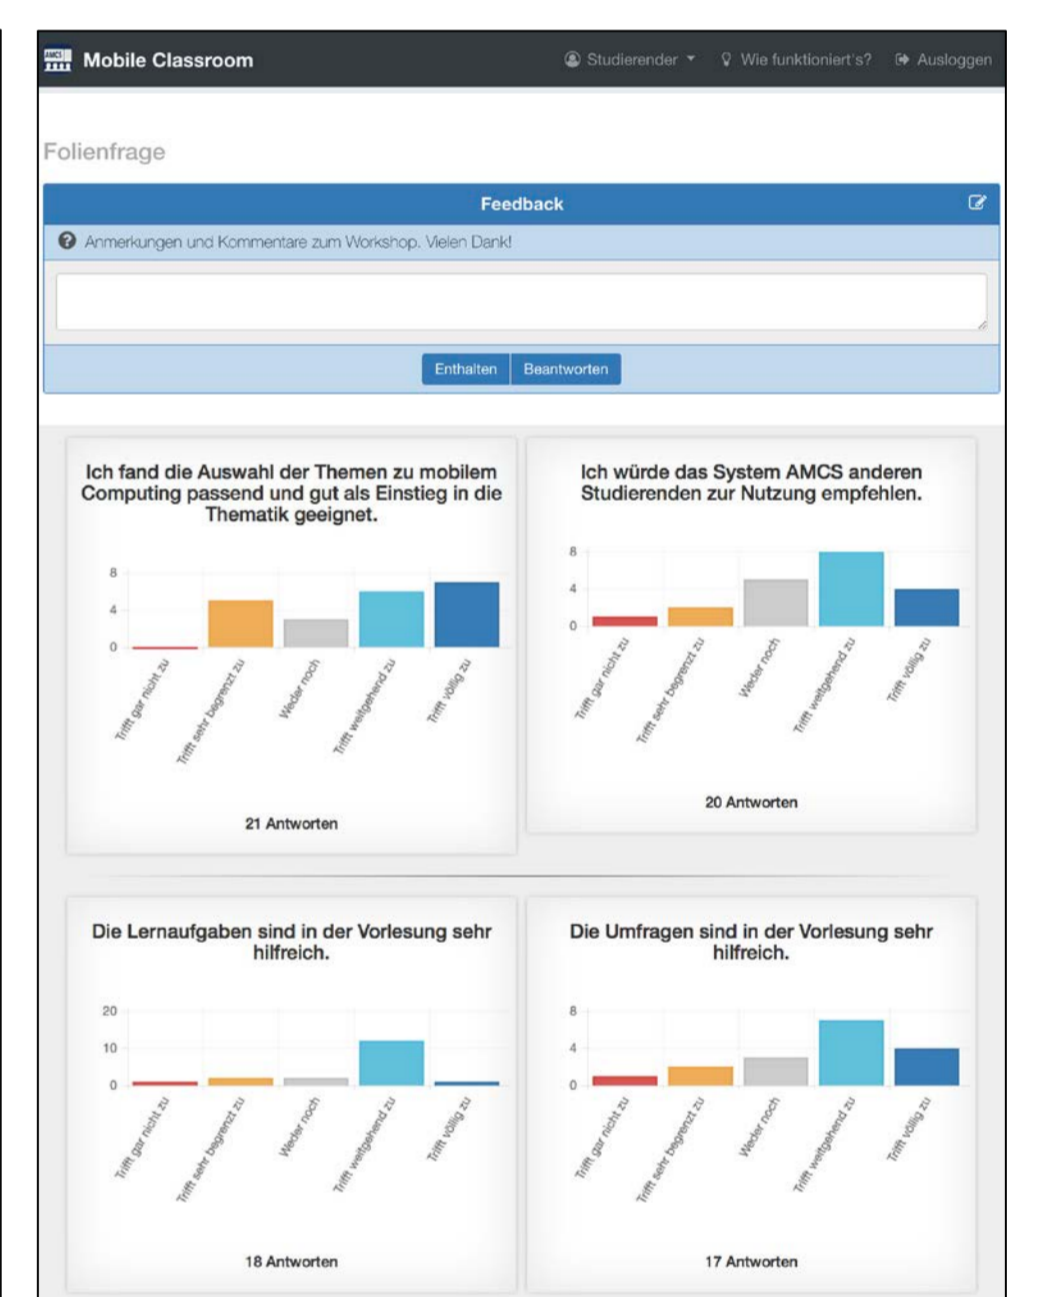 AMCS
Mobile Classroom
Studierender
Wie funktioniert's?
Ausloggen
Folienfrage
Feedback
Anmerkungen und Kommentare zum Workshop. Vielen Dank!
Enthalten
Beantworten
Ich fand die Auswahl der Themen zu mobilem
Computing passend und gut als Einstieg in die
Thematik geeignet.
8
4
0
Trifft gar nicht zu
Trifft sehr begrenzt zu
Weder noch
Trifft weitgehend zu
Trifft völlig zu
21 Antworten
Ich würde das System AMCS anderen
Studierenden zur Nutzung empfehlen.
8
4
0
Trifft gar nicht zu
Trifft sehr begrenzt zu
Weder noch
Trifft weitgehend zu
Trifft völlig zu
20 Antworten
Die Lernaufgaben sind in der Vorlesung sehr
hilfreich.
20
10
0
Trifft gar nicht zu
Trifft sehr begrenzt zu
Weder noch
Trifft weitgehend zu
Trifft völlig zu
18 Antworten
Die Umfragen sind in der Vorlesung sehr
hilfreich.
8
4
0
Trifft gar nicht zu
Trifft sehr begrenzt zu
Weder noch
Trifft weitgehend zu
Trifft völlig zu
17 Antworten